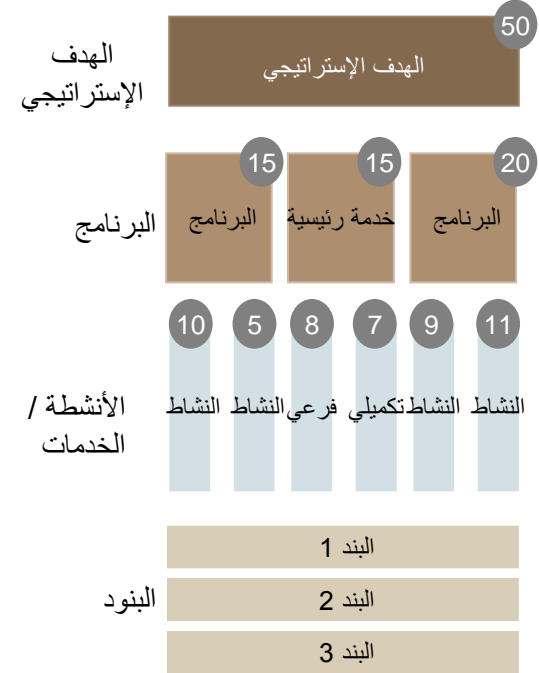 50
الهدف
الإستراتيجي
الهدف الإستراتيجي
20
15
15
البرنامج
خدمة رئيسية
البرنامج
البرنامج
11
9
7
8
5
10
النشاط
النشاط
تكميلي
فرعي
النشاط
النشاط
الأنشطة /
الخدمات
البند 1
البنود
البند 2
البند 3